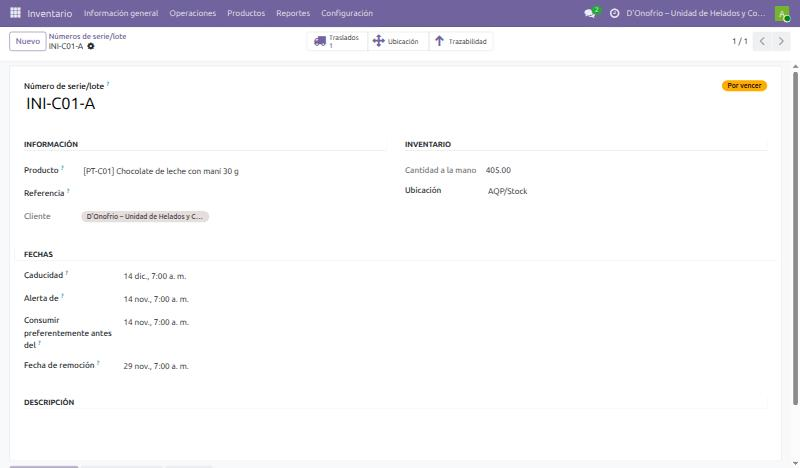 Inventario
Información general
Operaciones
Productos
Reportes
Configuración
2
D'Onofrio – Unidad de Helados y Co...
A
Nuevo
Números de serie/lote
INI-C01-A
Traslados
1
Ubicación
Trazabilidad
1 / 1
Número de serie/lote ?
INI-C01-A
Por vencer
INFORMACIÓN
Producto ? [PT-C01] Chocolate de leche con maní 30 g
Referencia ?
Cliente D'Onofrio – Unidad de Helados y C...
INVENTARIO
Cantidad a la mano 405.00
Ubicación AQP/Stock
FECHAS
Caducidad ? 14 dic., 7:00 a. m.
Alerta de ? 14 nov., 7:00 a. m.
Consumir 14 nov., 7:00 a. m.
preferentemente antes
del ?
Fecha de remoción ? 29 nov., 7:00 a. m.
DESCRIPCIÓN